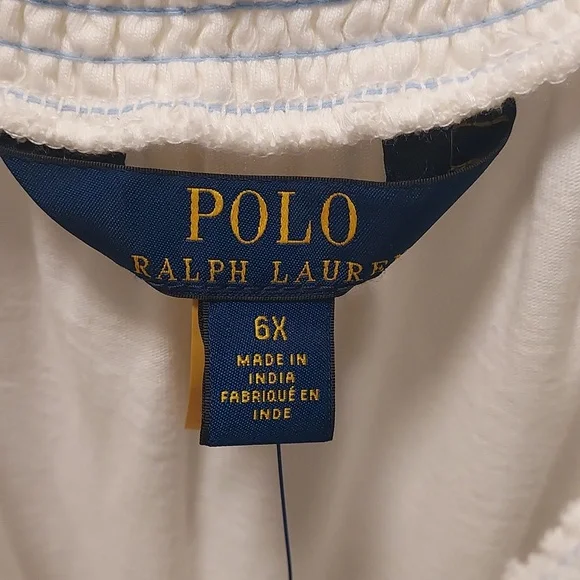 POLO
RALPH LAURE
6X
MADE IN
INDIA
FABRIQUÉ EN
INDE